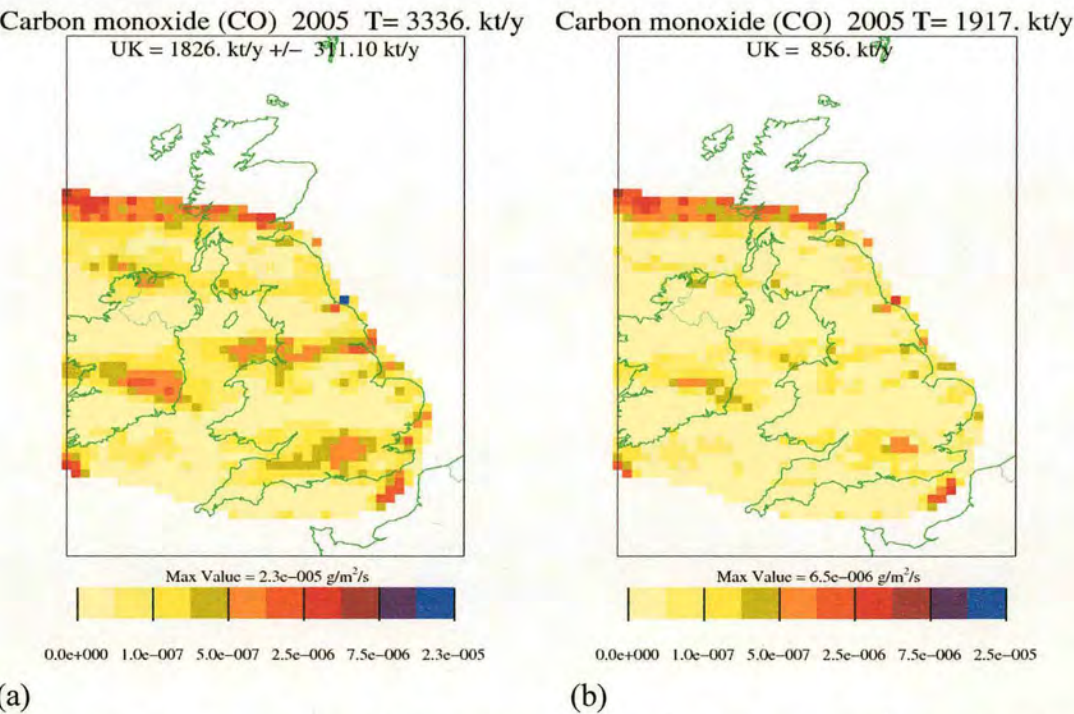 Carbon monoxide (CO) 2005 T= 3336. kt/y
UK = 1826. kt/y +/- 311.10 kt/y
Max Value = 2.3e-005 g/m²/s
0.0e+000 1.0e-007 5.0e-007 2.5e-006 7.5e-006 2.3e-005
(a)
Carbon monoxide (CO) 2005 T= 1917. kt/y
UK = 856. kt/y
Max Value = 6.5e-006 g/m²/s
0.0e+000 1.0e-007 5.0e-007 2.5e-006 7.5e-006 2.5e-005
(b)